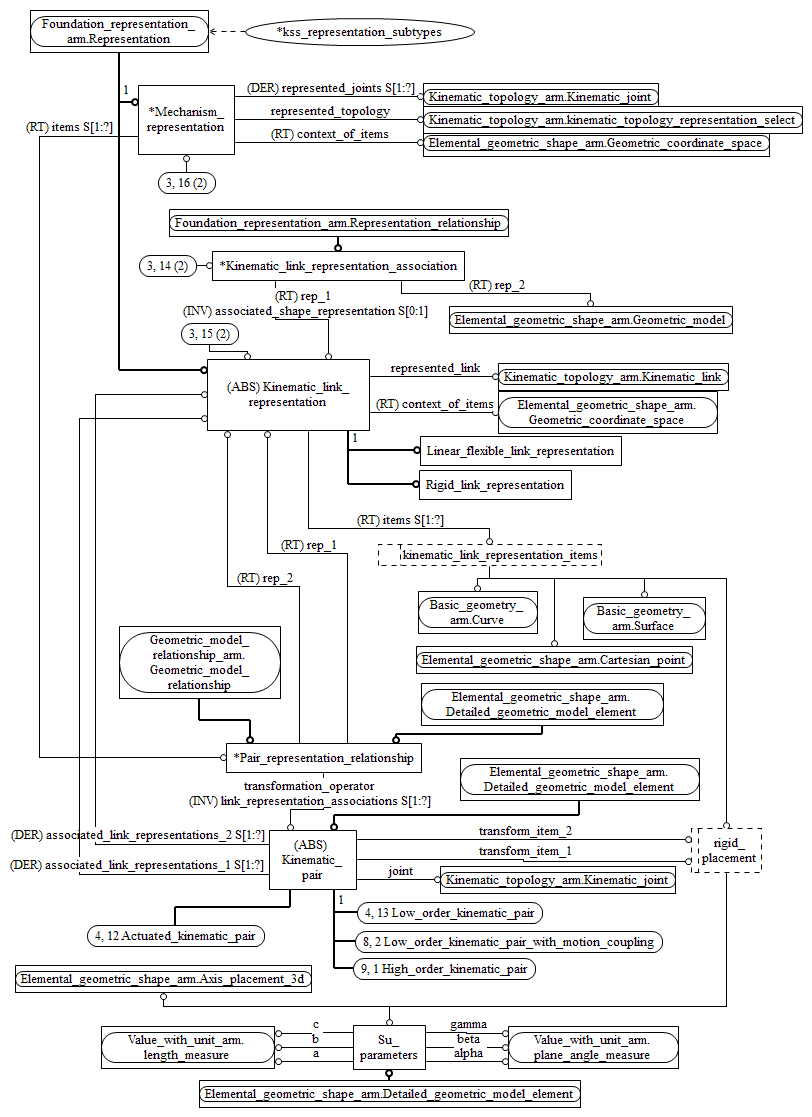 Foundation_representation_
arm.Representation
*kss_representation_subtypes
1
*Mechanism_
representation
(DER) represented_joints S[1:?]
Kinematic_topology_arm.Kinematic_joint
represented_topology
Kinematic_topology_arm.kinematic_topology_representation_select
(RT) items S[1:?]
(RT) context_of_items
Elemental_geometric_shape_arm.Geometric_coordinate_space
3, 16 (2)
Foundation_representation_arm.Representation_relationship
3, 14 (2)
*Kinematic_link_representation_association
(RT) rep_1
(RT) rep_2
(INV) associated_shape_representation S[0:1]
Elemental_geometric_shape_arm.Geometric_model
3, 15 (2)
(ABS) Kinematic_link_
representation
represented_link
Kinematic_topology_arm.Kinematic_link
(RT) context_of_items
Elemental_geometric_shape_arm.
Geometric_coordinate_space
1
Linear_flexible_link_representation
Rigid_link_representation
(RT) items S[1:?]
(RT) rep_1
kinematic_link_representation_items
(RT) rep_2
Basic_geometry_
arm.Curve
Basic_geometry_
arm.Surface
Geometric_model_
relationship_arm.
Geometric_model_
relationship
Elemental_geometric_shape_arm.Cartesian_point
Elemental_geometric_shape_arm.
Detailed_geometric_model_element
*Pair_representation_relationship
transformation_operator
(INV) link_representation_associations S[1:?]
Elemental_geometric_shape_arm.
Detailed_geometric_model_element
(DER) associated_link_representations_2 S[1:?]
(DER) associated_link_representations_1 S[1:?]
(ABS)
Kinematic_
pair
transform_item_2
transform_item_1
rigid_
placement
joint
Kinematic_topology_arm.Kinematic_joint
1
4, 12 Actuated_kinematic_pair
4, 13 Low_order_kinematic_pair
8, 2 Low_order_kinematic_pair_with_motion_coupling
9, 1 High_order_kinematic_pair
Elemental_geometric_shape_arm.Axis_placement_3d
Value_with_unit_arm.
length_measure
c
b
a
Su_
parameters
gamma
beta
alpha
Value_with_unit_arm.
plane_angle_measure
Elemental_geometric_shape_arm.Detailed_geometric_model_element